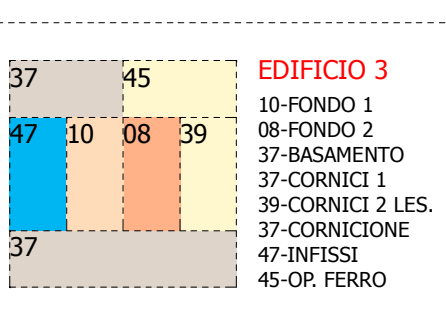 37 45
47 10 08 39
37
EDIFICIO 3
10-FONDO 1
08-FONDO 2
37-BASAMENTO
37-CORNICI 1
39-CORNICI 2 LES.
37-CORNICIONE
47-INFISSI
45-OP. FERRO